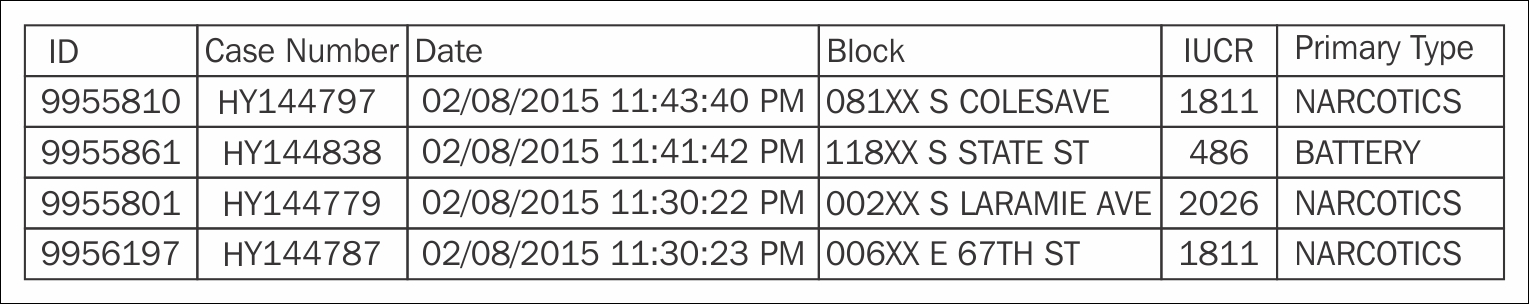 ID Case Number Date Block IUCR Primary Type
9955810 HY144797 02/08/2015 11:43:40 PM 081XX S COLESAVE 1811 NARCOTICS
9955861 HY144838 02/08/2015 11:41:42 PM 118XX S STATE ST 486 BATTERY
9955801 HY144779 02/08/2015 11:30:22 PM 002XX S LARAMIE AVE 2026 NARCOTICS
9956197 HY144787 02/08/2015 11:30:23 PM 006XX E 67TH ST 1811 NARCOTICS